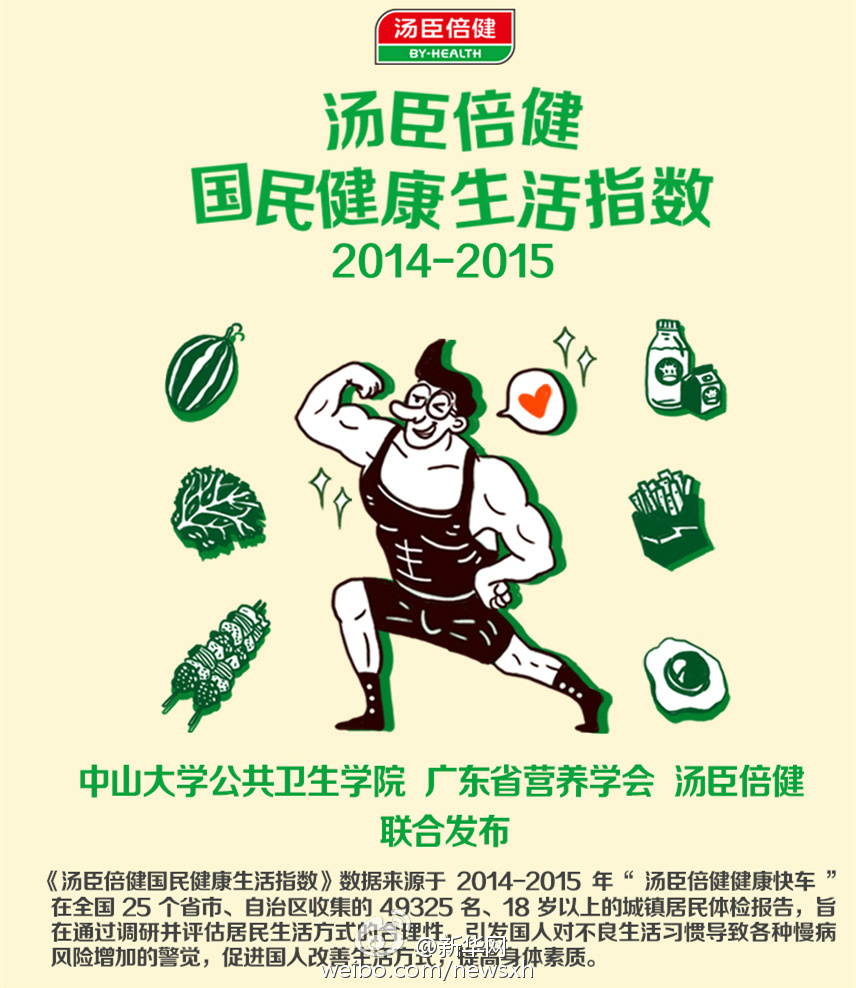 汤臣倍健
BY-HEALTH
汤臣倍健
国民健康生活指数
2014-2015
中山大学公共卫生学院 广东省营养学会 汤臣倍健
联合发布
《汤臣倍健国民健康生活指数》数据来源于 2014-2015 年“ 汤臣倍健健康快车 ”
在全国 25 个省市、自治区收集的 49325 名、18 岁以上的城镇居民体检报告，旨
在通过调研并评估居民生活方式的合理性，引发国人对不良生活习惯导致各种慢病
风险增加的警觉，促进国人改善生活方式，提高身体素质。
@新华网
weibo.com/newsxh